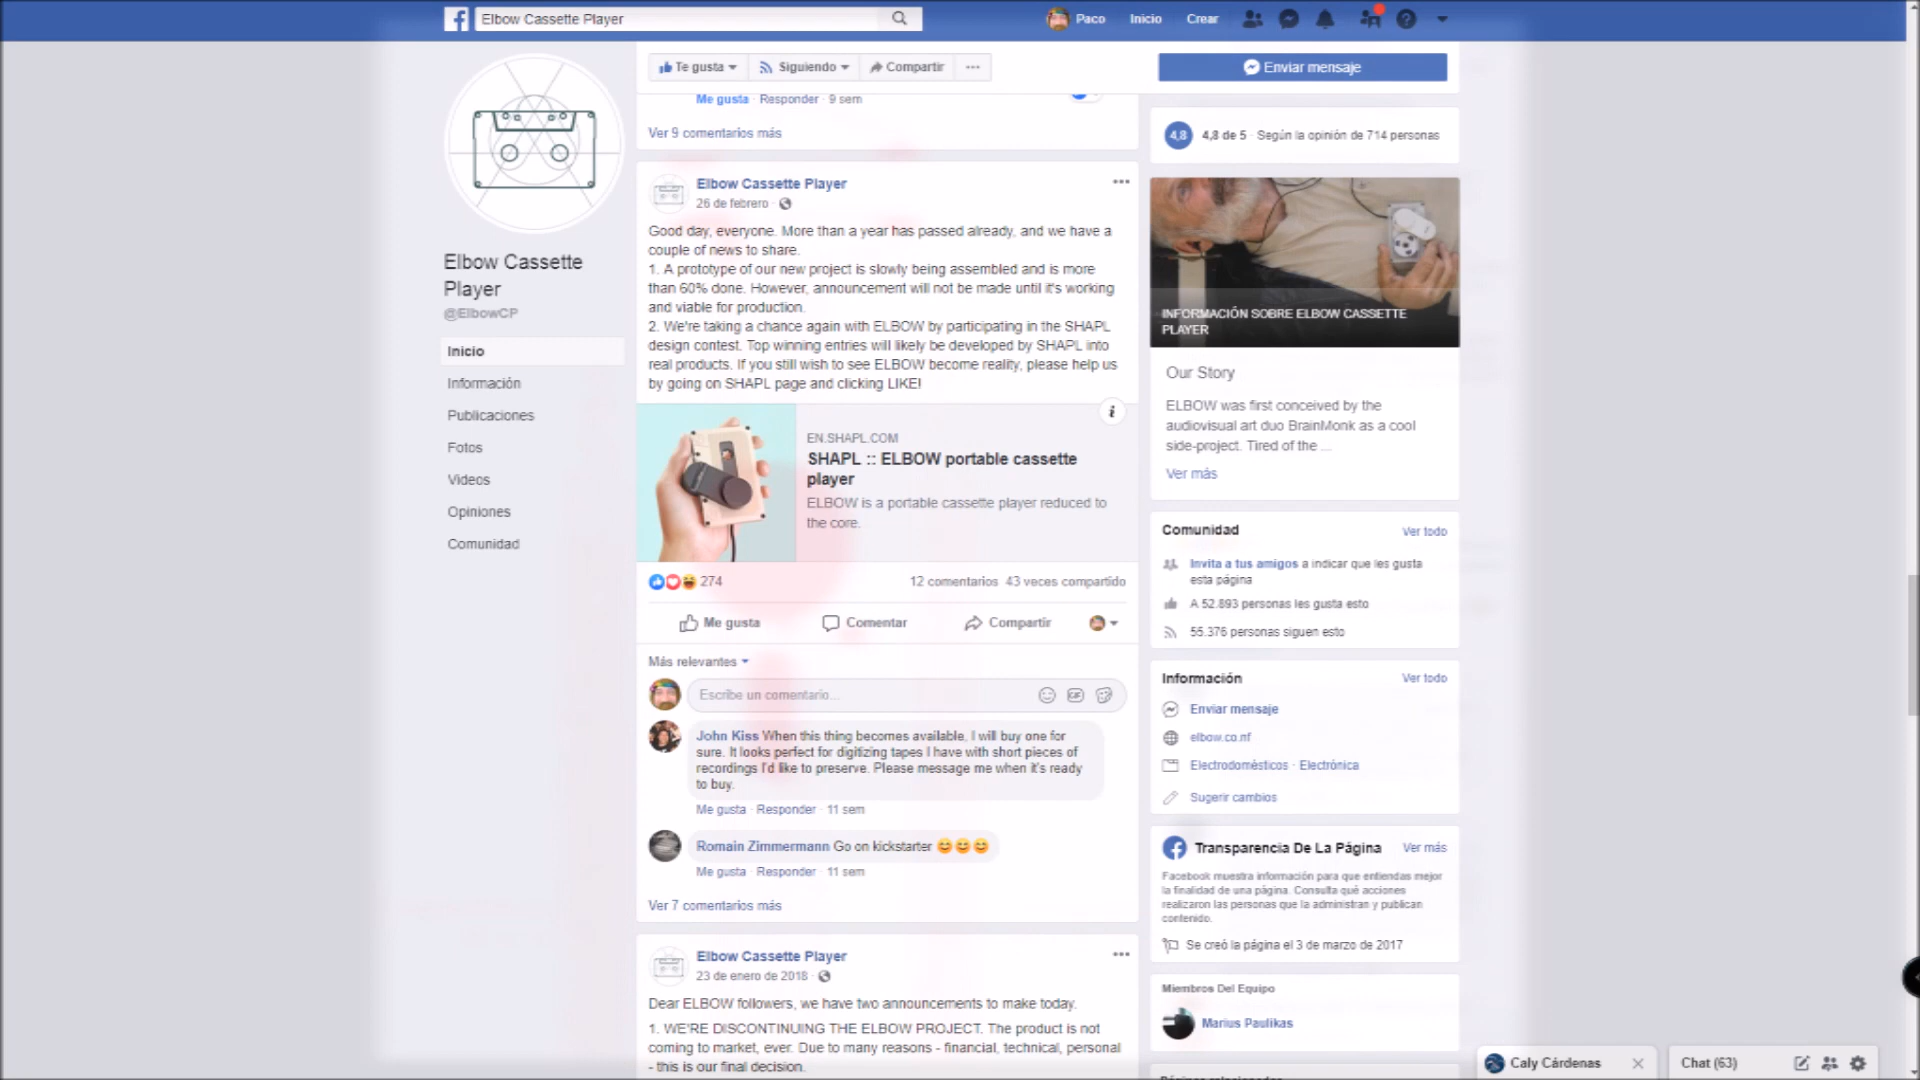 Elbow Cassette Player
Paco
Inicio
Crear
Te gusta
Siguiendo
Compartir
Enviar mensaje
Elbow Cassette
Player
@ElbowCP
Inicio
Información
Publicaciones
Fotos
Videos
Opiniones
Comunidad
Me gusta · Responder · 9 sem
Ver 9 comentarios más
Elbow Cassette Player
26 de febrero ·
Good day, everyone. More than a year has passed already, and we have a
couple of news to share.
1. A prototype of our new project is slowly being assembled and is more
than 60% done. However, announcement will not be made until it's working
and viable for production.
2. We're taking a chance again with ELBOW by participating in the SHAPL
design contest. Top winning entries will likely be developed by SHAPL into
real products. If you still wish to see ELBOW become reality, please help us
by going on SHAPL page and clicking LIKE!
EN.SHAPL.COM
SHAPL :: ELBOW portable cassette
player
ELBOW is a portable cassette player reduced to
the core.
274
12 comentarios 43 veces compartido
Me gusta
Comentar
Compartir
Más relevantes
Escribe un comentario...
GIF
John Kiss When this thing becomes available, I will buy one for
sure. It looks perfect for digitizing tapes I have with short pieces of
recordings I'd like to preserve. Please message me when it's ready
to buy.
Me gusta · Responder · 11 sem
Romain Zimmermann Go on kickstarter 😊😊😊
Me gusta · Responder · 11 sem
Ver 7 comentarios más
Elbow Cassette Player
23 de enero de 2018 ·
Dear ELBOW followers, we have two announcements to make today.
1. WE'RE DISCONTINUING THE ELBOW PROJECT. The product is not
coming to market, ever. Due to many reasons - financial, technical, personal
- this is our final decision.
4,8
4,8 de 5 · Según la opinión de 714 personas
INFORMACIÓN SOBRE ELBOW CASSETTE
PLAYER
Our Story
ELBOW was first conceived by the
audiovisual art duo BrainMonk as a cool
side-project. Tired of the ...
Ver más
Comunidad
Ver todo
Invita a tus amigos a indicar que les gusta
esta página
A 52.893 personas les gusta esto
55.376 personas siguen esto
Información
Ver todo
Enviar mensaje
elbow.co.nf
Electrodomésticos · Electrónica
Sugerir cambios
Transparencia De La Página
Ver más
Facebook muestra información para que entiendas mejor
la finalidad de una página. Consulta qué acciones
realizaron las personas que la administran y publican
contenido.
Se creó la página el 3 de marzo de 2017
Miembros Del Equipo
Marius Paulikas
Páginas relacionadas
Caly Cárdenas
Chat (63)